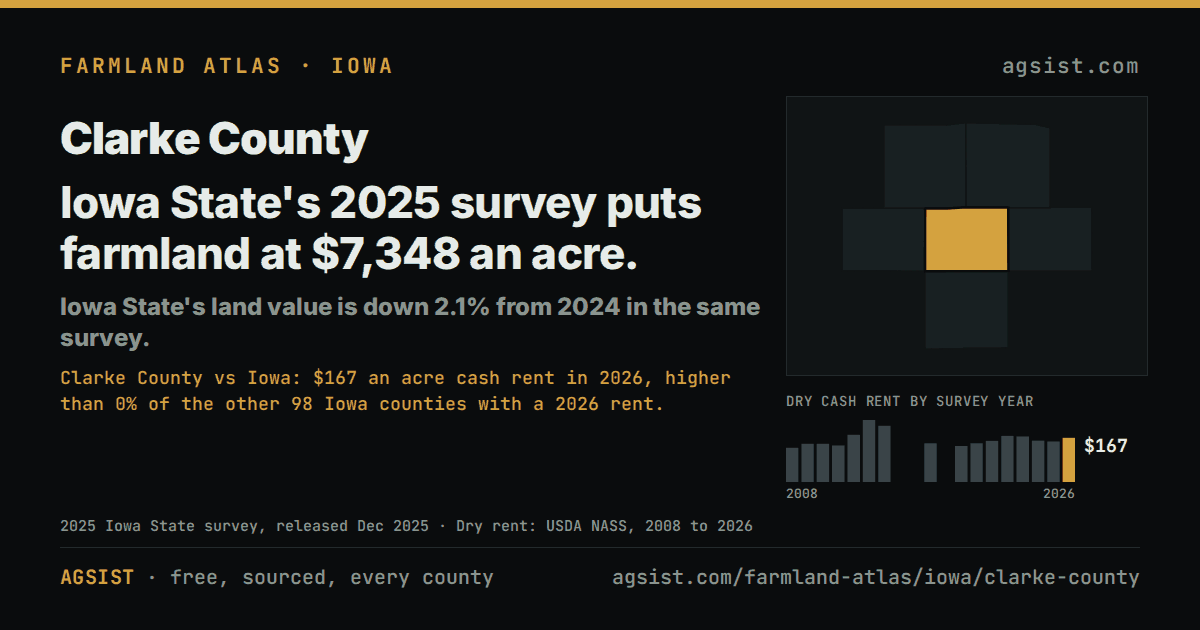 FARMLAND ATLAS · IOWA
agsist.com
Clarke County
Iowa State's 2025 survey puts
farmland at $7,348 an acre.
Iowa State's land value is down 2.1% from 2024 in the same
survey.
Clarke County vs Iowa: $167 an acre cash rent in 2026, higher
than 0% of the other 98 Iowa counties with a 2026 rent.
DRY CASH RENT BY SURVEY YEAR
$167
2008
2026
2025 Iowa State survey, released Dec 2025 · Dry rent: USDA NASS, 2008 to 2026
AGSIST · free, sourced, every county
agsist.com/farmland-atlas/iowa/clarke-county